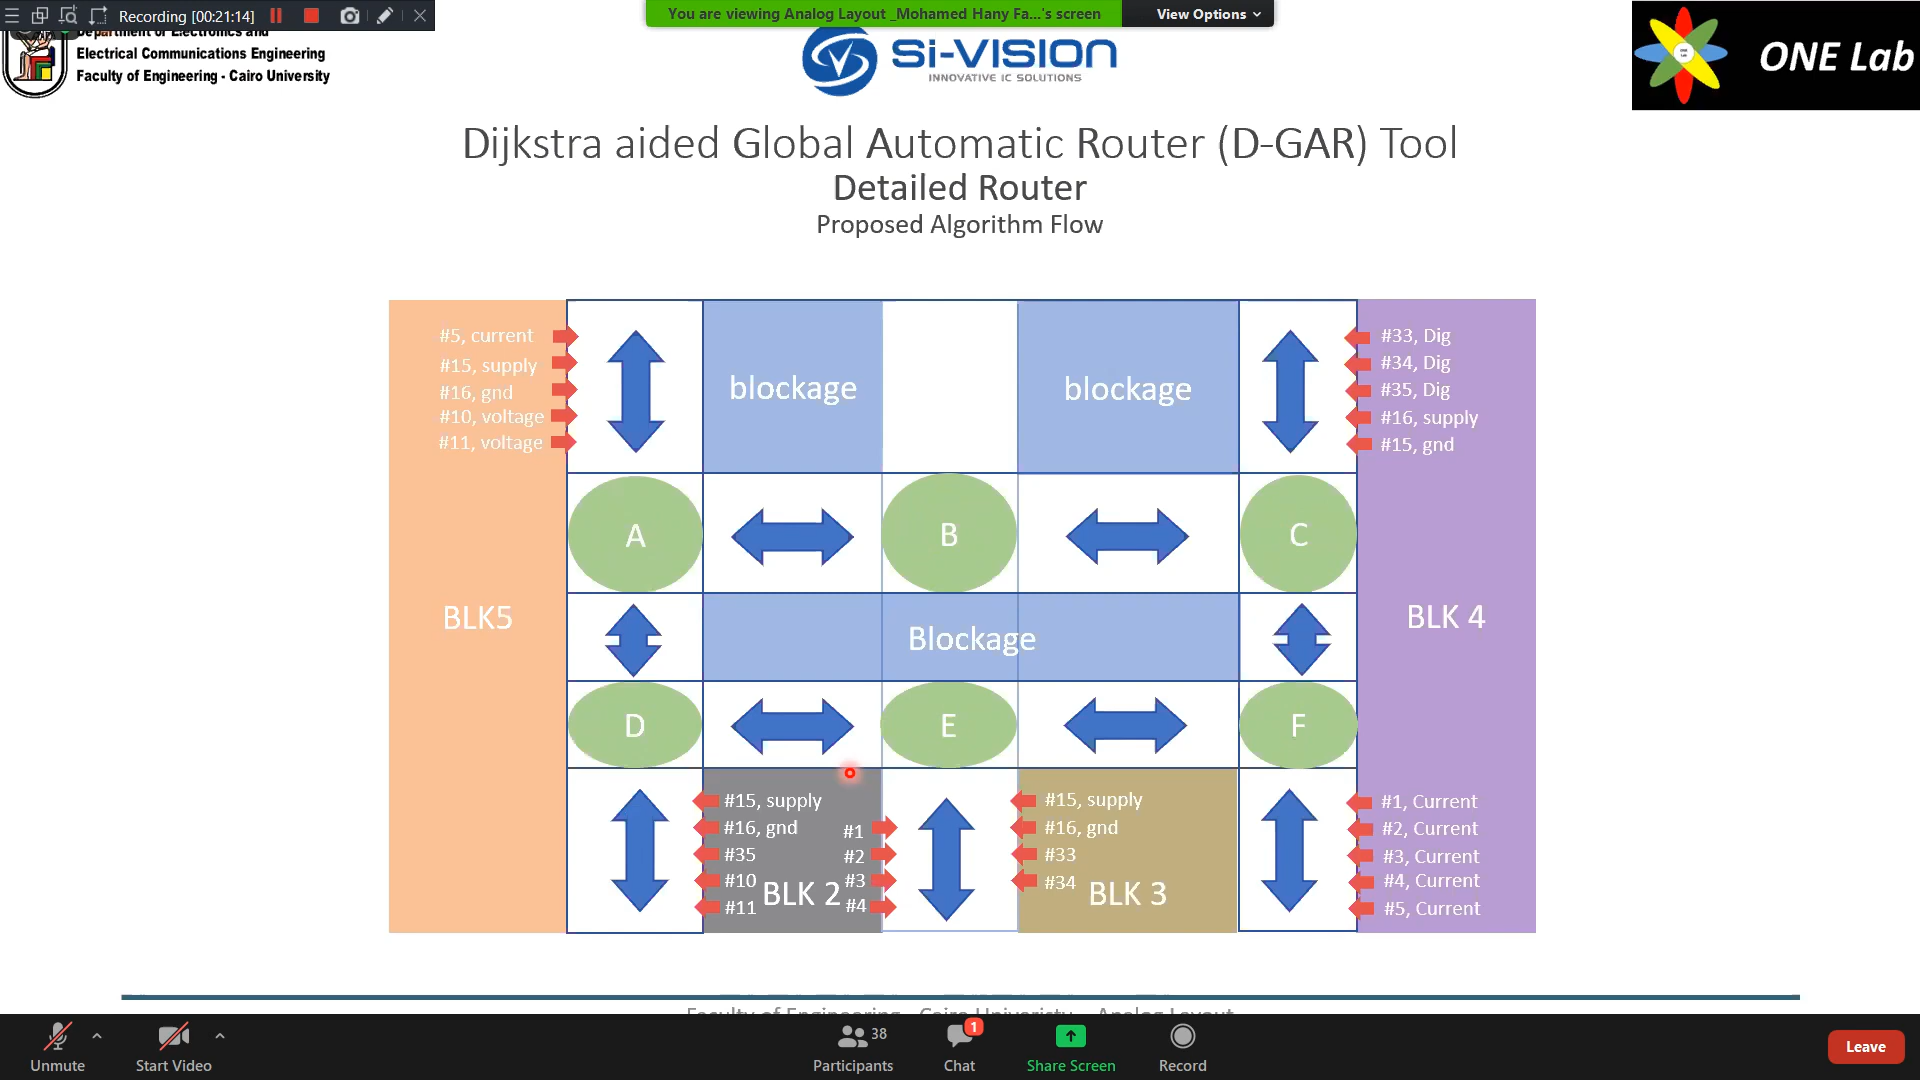 Recording [00:21:14]
You are viewing Analog Layout _Mohamed Hany Fa...'s screen
View Options
Department of Electronics and
Electrical Communications Engineering
Faculty of Engineering - Cairo University
Si-VISION
INNOVATIVE IC SOLUTIONS
ONE Lab
Dijkstra aided Global Automatic Router (D-GAR) Tool
Detailed Router
Proposed Algorithm Flow
#5, current
#15, supply
#16, gnd
#10, voltage
#11, voltage
blockage
blockage
#33, Dig
#34, Dig
#35, Dig
#16, supply
#15, gnd
A
B
C
BLK5
Blockage
BLK 4
D
E
F
#15, supply
#16, gnd
#35
#10
#11
BLK 2
#1
#2
#3
#4
#15, supply
#16, gnd
#33
#34
BLK 3
#1, Current
#2, Current
#3, Current
#4, Current
#5, Current
Faculty of Engineering - Cairo Univeristy - Analog Layout
Unmute
Start Video
38
Participants
1
Chat
Share Screen
Record
Leave